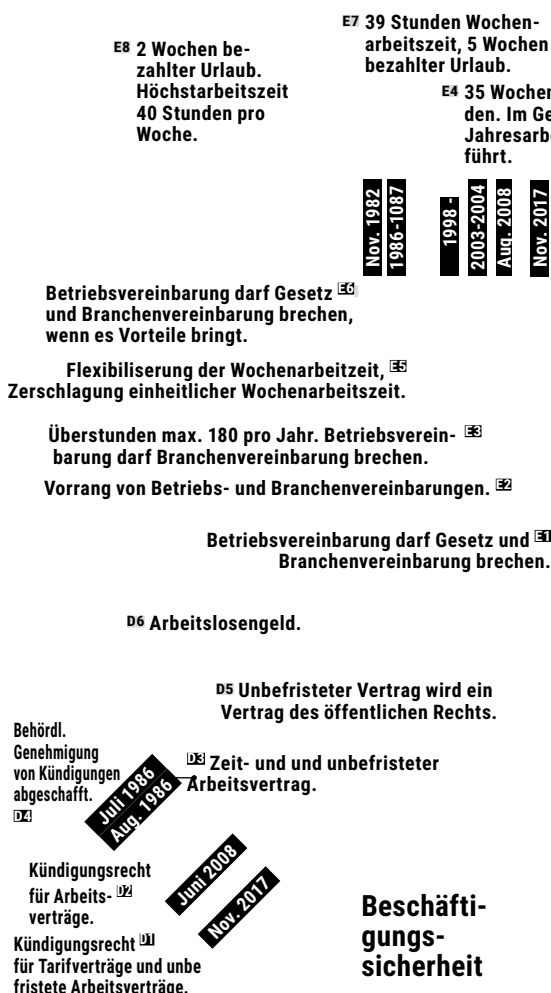 E7 39 Stunden Wochen-
arbeitszeit, 5 Wochen
bezahlter Urlaub.
E8 2 Wochen be-
zahlter Urlaub.
Höchstarbeitszeit
40 Stunden pro
Woche.
E4 35 Wochen
den. Im Ge
Jahresarbe
führt.
Nov. 1982
1986-1087
1998 -
2003-2004
Aug. 2008
Nov. 2017
Betriebsvereinbarung darf Gesetz E6
und Branchenvereinbarung brechen,
wenn es Vorteile bringt.
Flexibiliserung der Wochenarbeitzeit, E5
Zerschlagung einheitlicher Wochenarbeitszeit.
Überstunden max. 180 pro Jahr. Betriebsverein- E3
barung darf Branchenvereinbarung brechen.
Vorrang von Betriebs- und Branchenvereinbarungen. E2
Betriebsvereinbarung darf Gesetz und E1
Branchenvereinbarung brechen.
D6 Arbeitslosengeld.
D5 Unbefristeter Vertrag wird ein
Vertrag des öffentlichen Rechts.
Behördl.
Genehmigung
von Kündigungen
abgeschafft.
D4
Juli 1986
Aug. 1986
D3 Zeit- und und unbefristeter
Arbeitsvertrag.
Kündigungsrecht
für Arbeits- D2
verträge.
Juni 2008
Nov. 2017
Kündigungsrecht D1
für Tarifverträge und unbe
fristete Arbeitsverträge.
Beschäfti-
gungs-
sicherheit